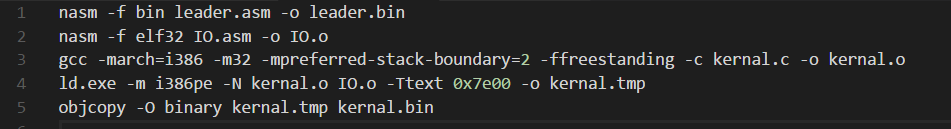 1 nasm -f bin leader.asm -o leader.bin
2 nasm -f elf32 IO.asm -o IO.o
3 gcc -march=i386 -m32 -mpreferred-stack-boundary=2 -ffreestanding -c kernal.c -o kernal.o
4 ld.exe -m i386pe -N kernal.o IO.o -Ttext 0x7e00 -o kernal.tmp
5 objcopy -O binary kernal.tmp kernal.bin